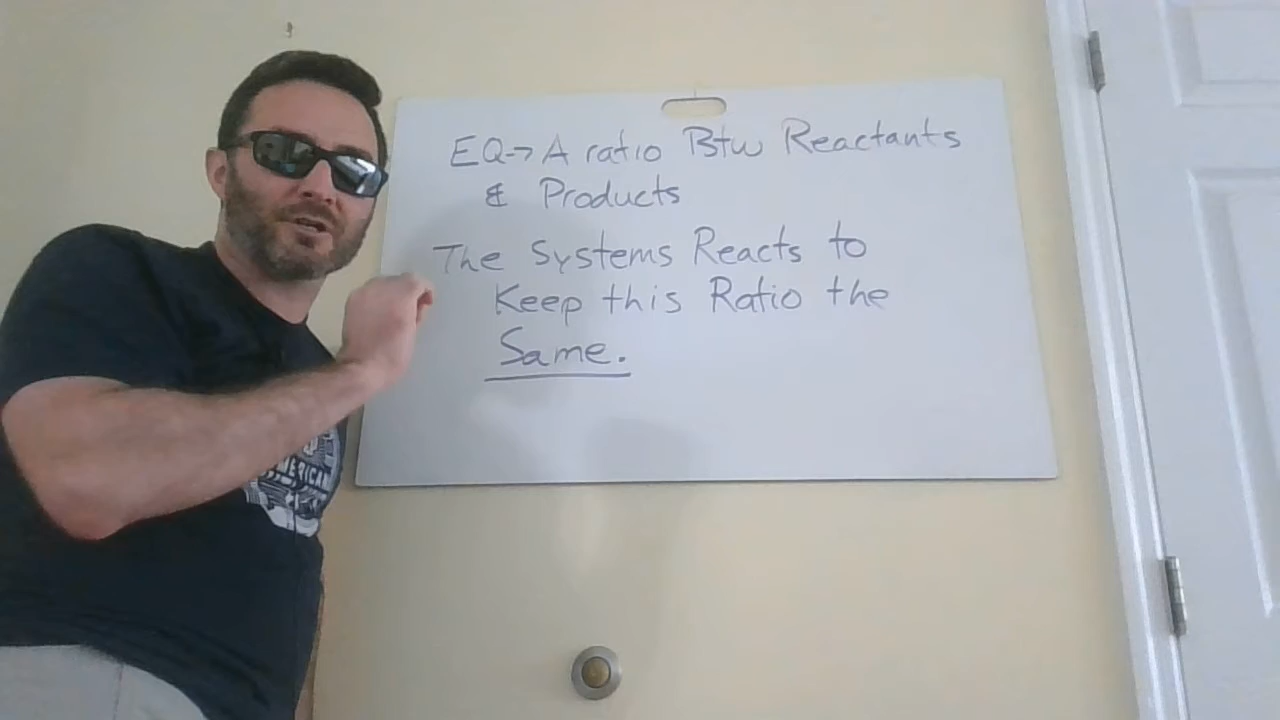 EQ→ A ratio Btw Reactants
& Products
The Systems Reacts to
Keep this Ratio the
Same.